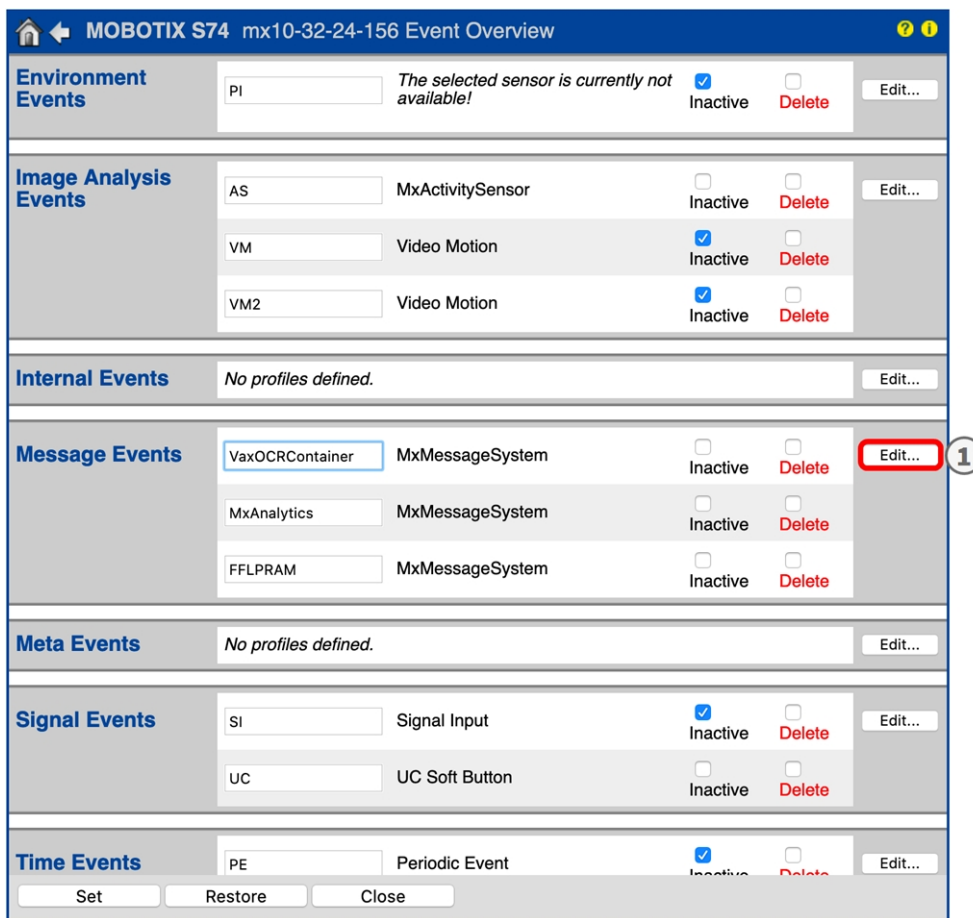 MOBOTIX S74 mx10-32-24-156 Event Overview ? i
Environment Events
PI The selected sensor is currently not available! Inactive Delete Edit...
Image Analysis Events
AS MxActivitySensor Inactive Delete Edit...
VM Video Motion Inactive Delete
VM2 Video Motion Inactive Delete
Internal Events No profiles defined. Edit...
Message Events VaxOCRContainer MxMessageSystem Inactive Delete Edit... 1
MxAnalytics MxMessageSystem Inactive Delete
FFLPRAM MxMessageSystem Inactive Delete
Meta Events No profiles defined. Edit...
Signal Events SI Signal Input Inactive Delete Edit...
UC UC Soft Button Inactive Delete
Time Events PE Periodic Event Inactive Delete Edit...
Set Restore Close